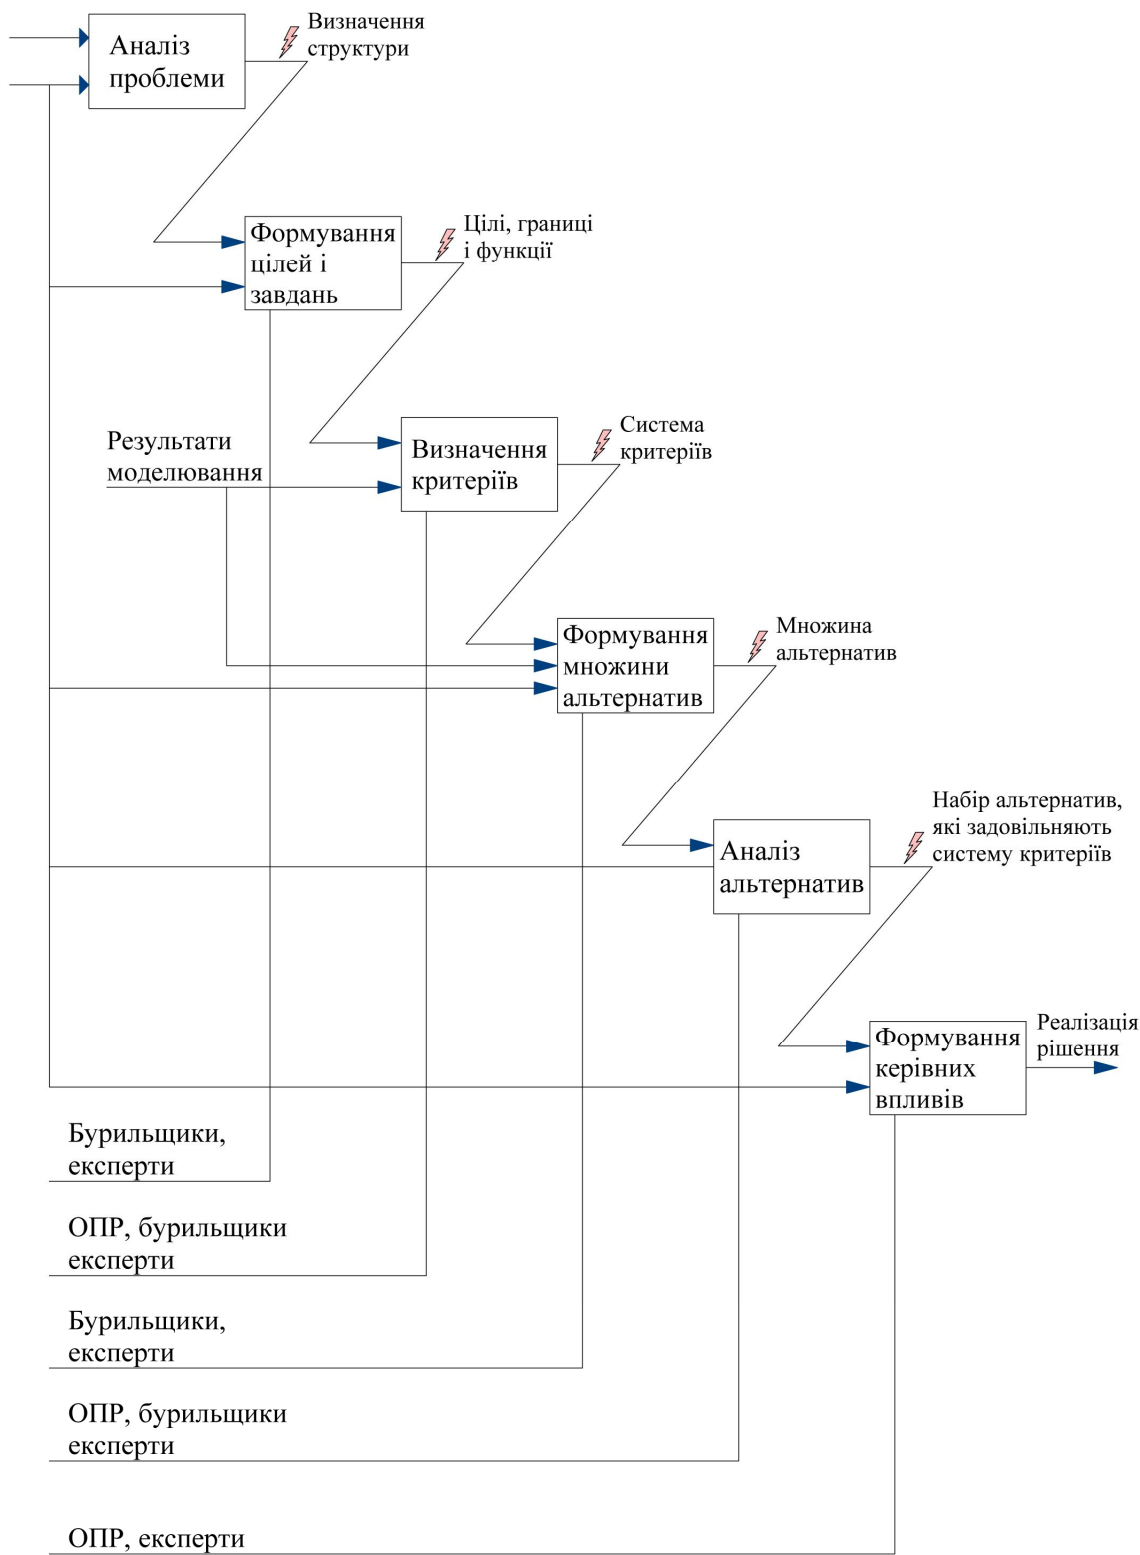 Визначення
структури
Аналіз
проблеми
Цілі, границі
і функції
Формування
цілей і
завдань
Система
критеріїв
Результати
моделювання
Визначення
критеріїв
Множина
альтернатив
Формування
множини
альтернатив
Набір альтернатив,
які задовільняють
систему критеріїв
Аналіз
альтернатив
Реалізація
рішення
Формування
керівних
впливів
Бурильщики,
експерти
ОПР, бурильщики
експерти
Бурильщики,
експерти
ОПР, бурильщики
експерти
ОПР, експерти